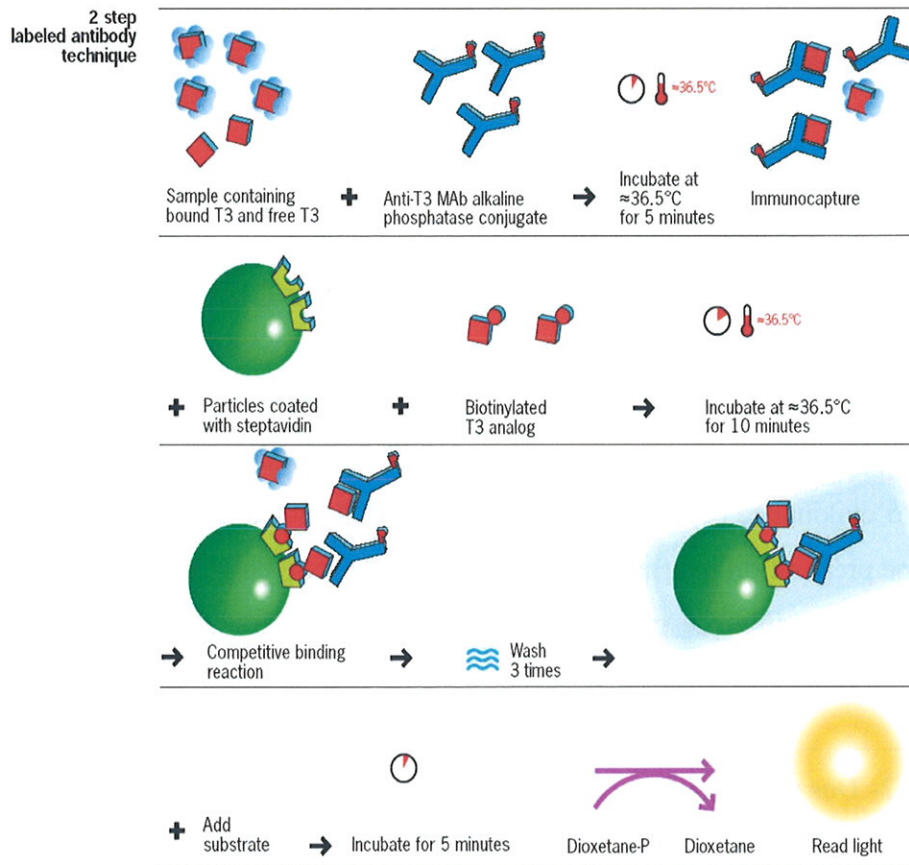 2 step
labeled antibody
technique
≈36.5°C
Sample containing
bound T3 and free T3
+
Anti-T3 MAb alkaline
phosphatase conjugate
Incubate at
≈36.5°C
for 5 minutes
Immunocapture
≈36.5°C
+
Particles coated
with steptavidin
+
Biotinylated
T3 analog
Incubate at ≈36.5°C
for 10 minutes
Competitive binding
reaction
Wash
3 times
+
Add
substrate
Incubate for 5 minutes
Dioxetane-P
Dioxetane
Read light